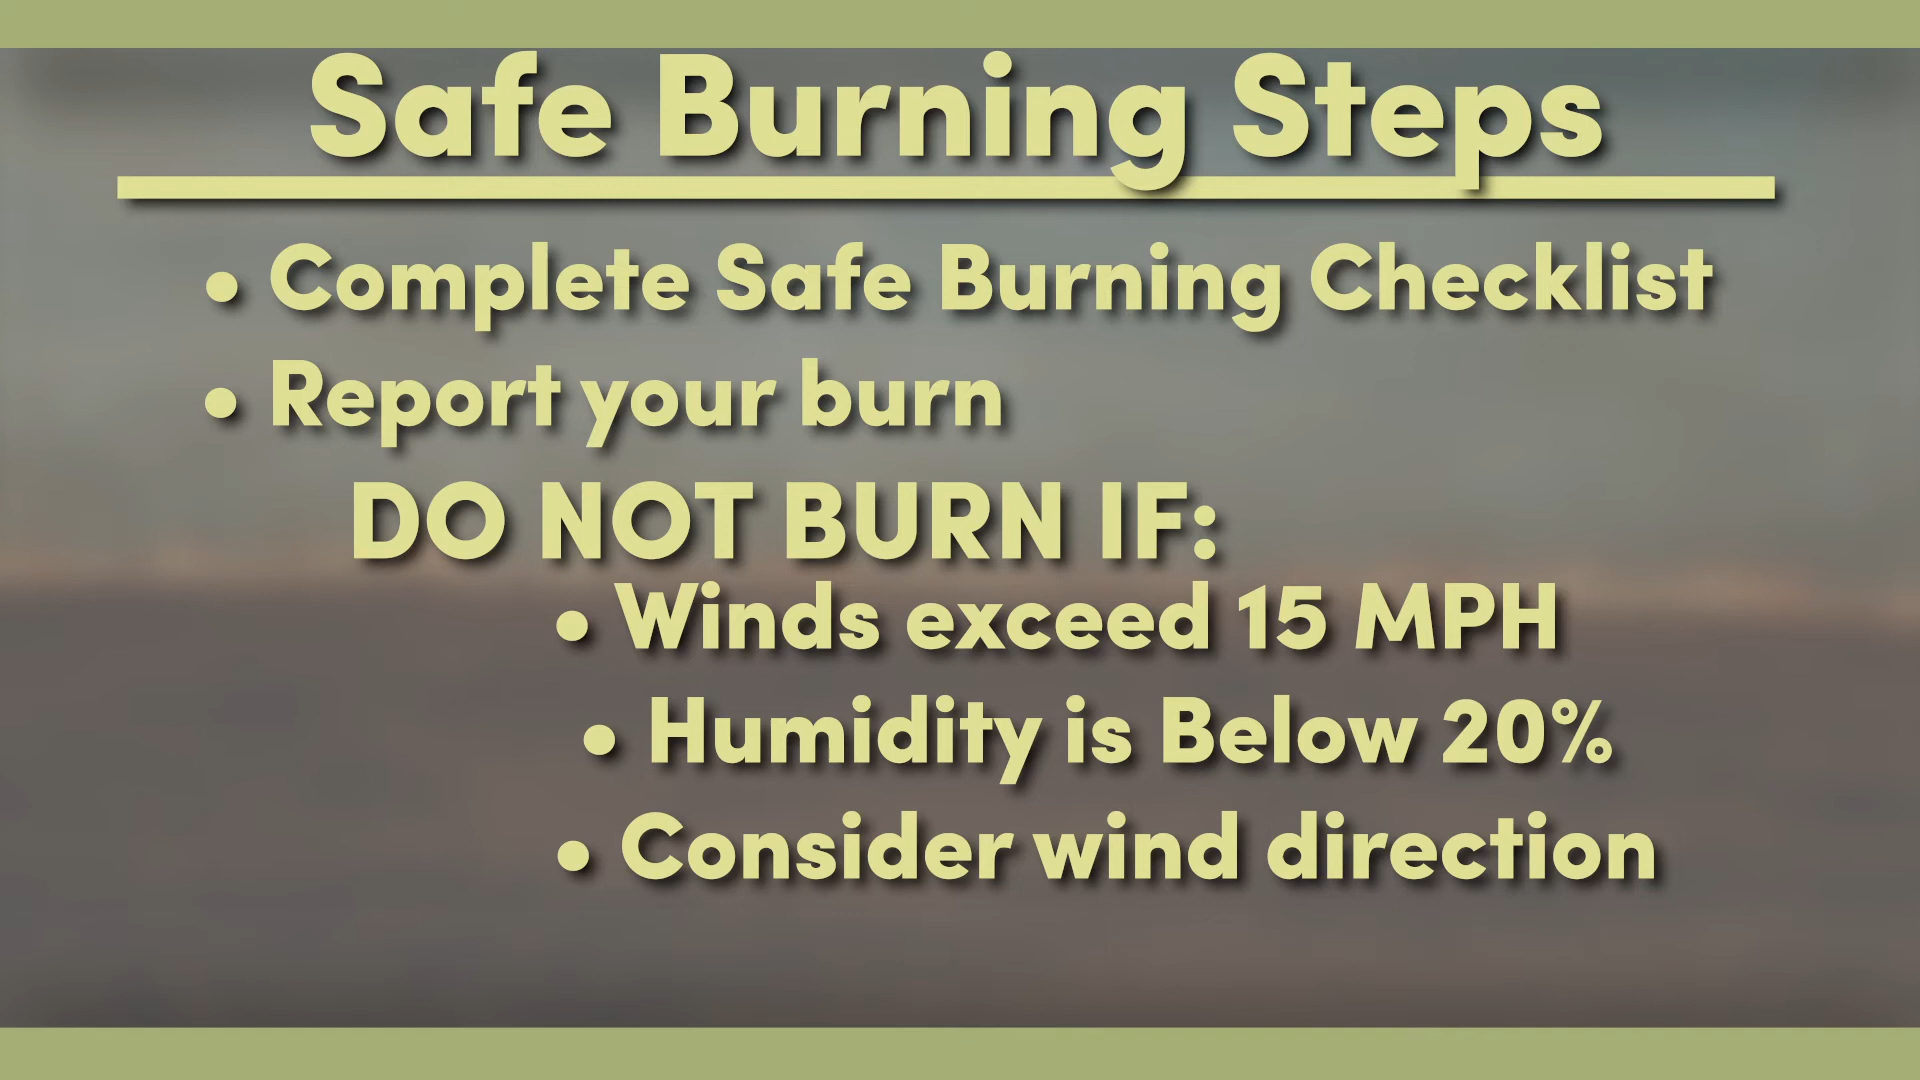 Safe Burning Steps
• Complete Safe Burning Checklist
• Report your burn
DO NOT BURN IF:
• Winds exceed 15 MPH
• Humidity is Below 20%
• Consider wind direction